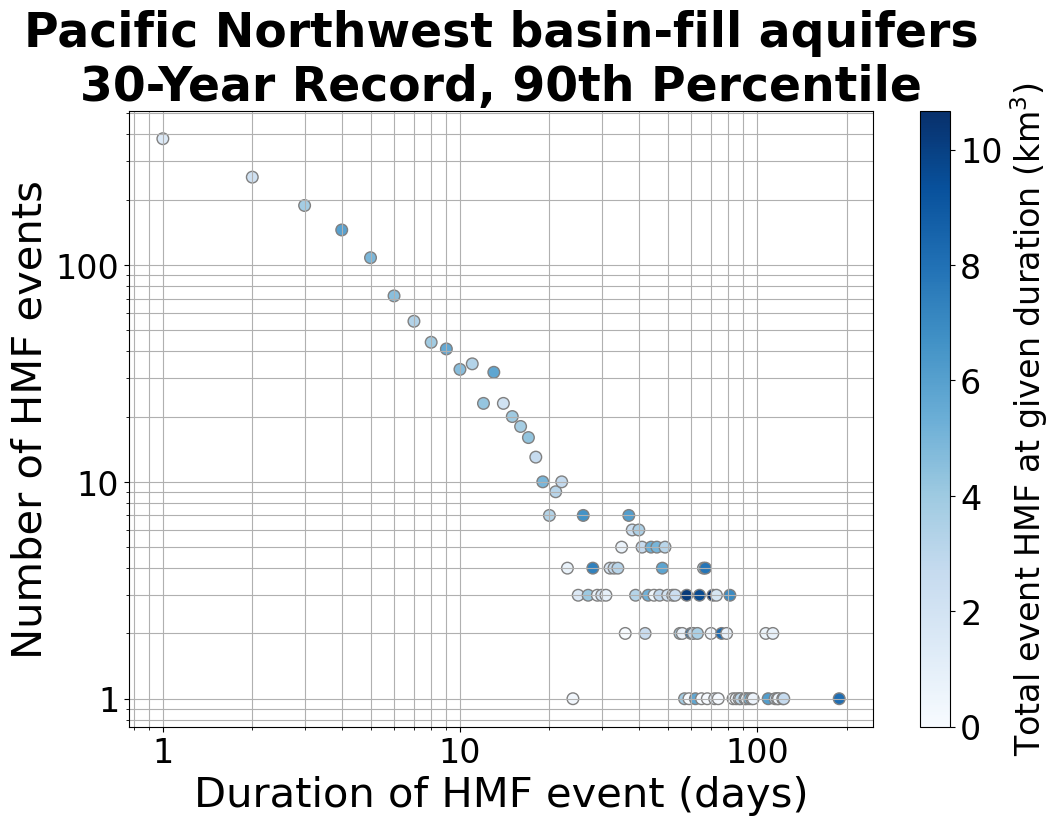 Pacific Northwest basin-fill aquifers
30-Year Record, 90th Percentile
Number of HMF events
100
10
1
1
10
100
Duration of HMF event (days)
10
8
6
4
2
0
Total event HMF at given duration (km³)